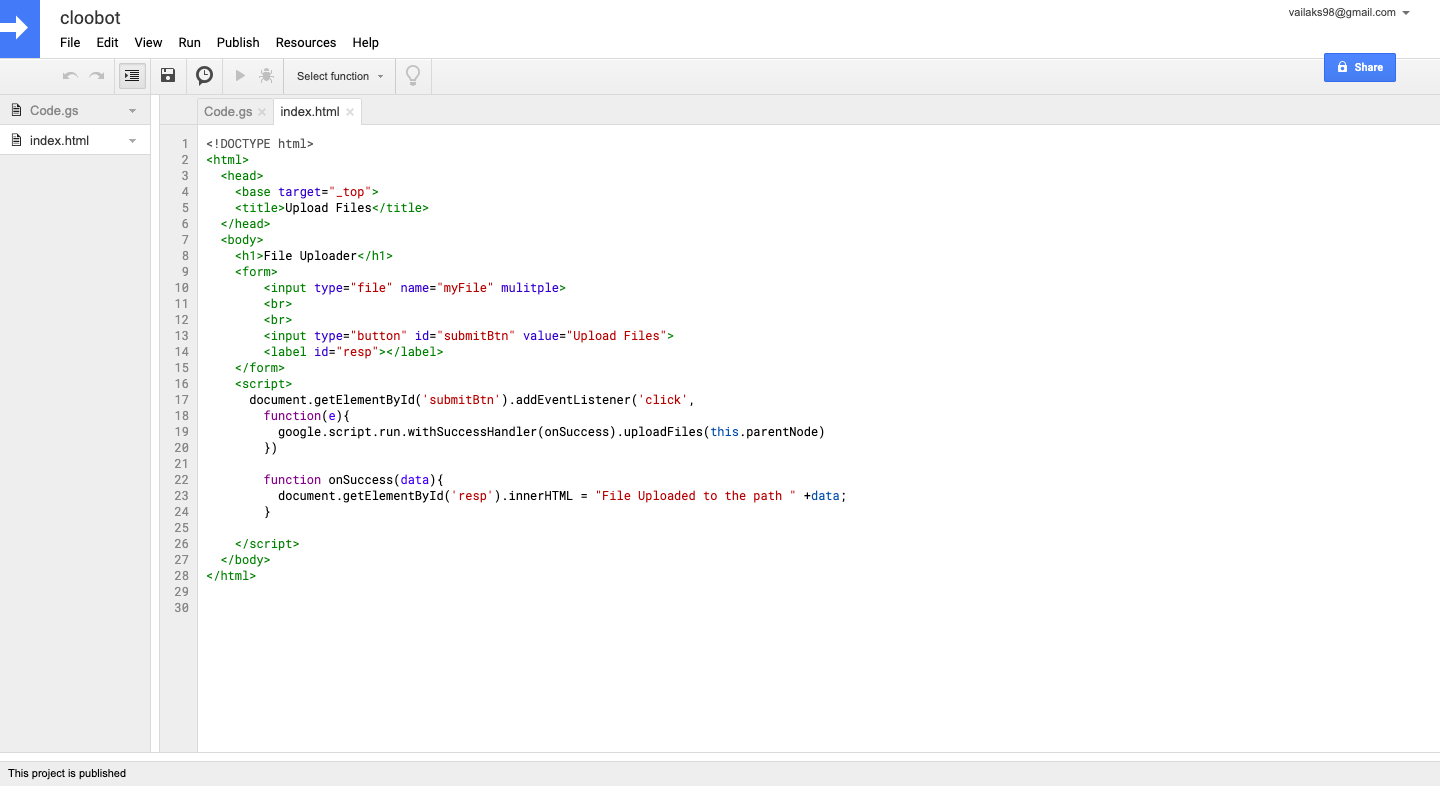 cloobot
vailaks98@gmail.com
File Edit View Run Publish Resources Help
Select function
Share
Code.gs
index.html
Code.gs index.html
1 <!DOCTYPE html>
2 <html>
3   <head>
4     <base target="_top">
5     <title>Upload Files</title>
6   </head>
7   <body>
8     <h1>File Uploader</h1>
9     <form>
10         <input type="file" name="myFile" mulitple>
11         <br>
12         <br>
13         <input type="button" id="submitBtn" value="Upload Files">
14         <label id="resp"></label>
15     </form>
16     <script>
17       document.getElementById('submitBtn').addEventListener('click',
18         function(e){
19           google.script.run.withSuccessHandler(onSuccess).uploadFiles(this.parentNode)
20         })
21
22         function onSuccess(data){
23           document.getElementById('resp').innerHTML = "File Uploaded to the path " +data;
24         }
25
26     </script>
27   </body>
28 </html>
29
30
This project is published